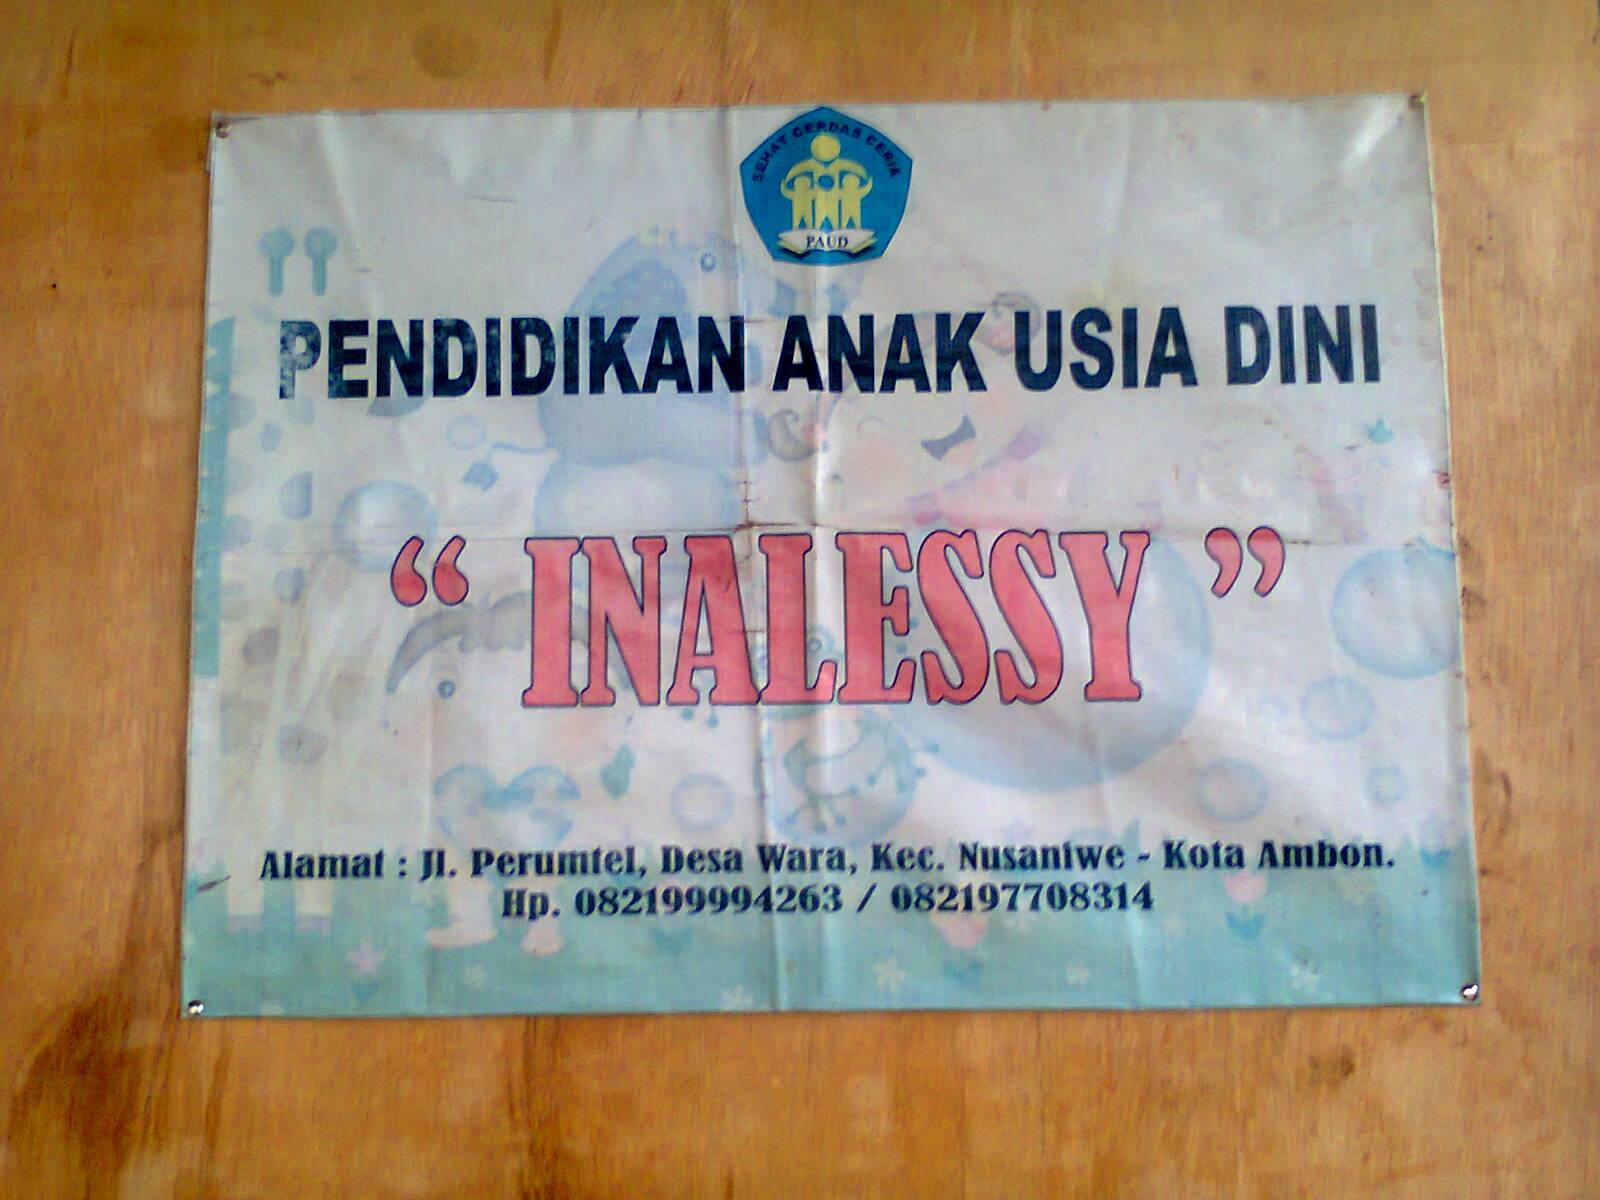 SEHAT CERDAS CERIA
PAUD
"
PENDIDIKAN ANAK USIA DINI
“ INALESSY ”
Alamat : Jl. Perumtel, Desa Wara, Kec. Nusaniwe - Kota Ambon.
Hp. 082199994263 / 082197708314